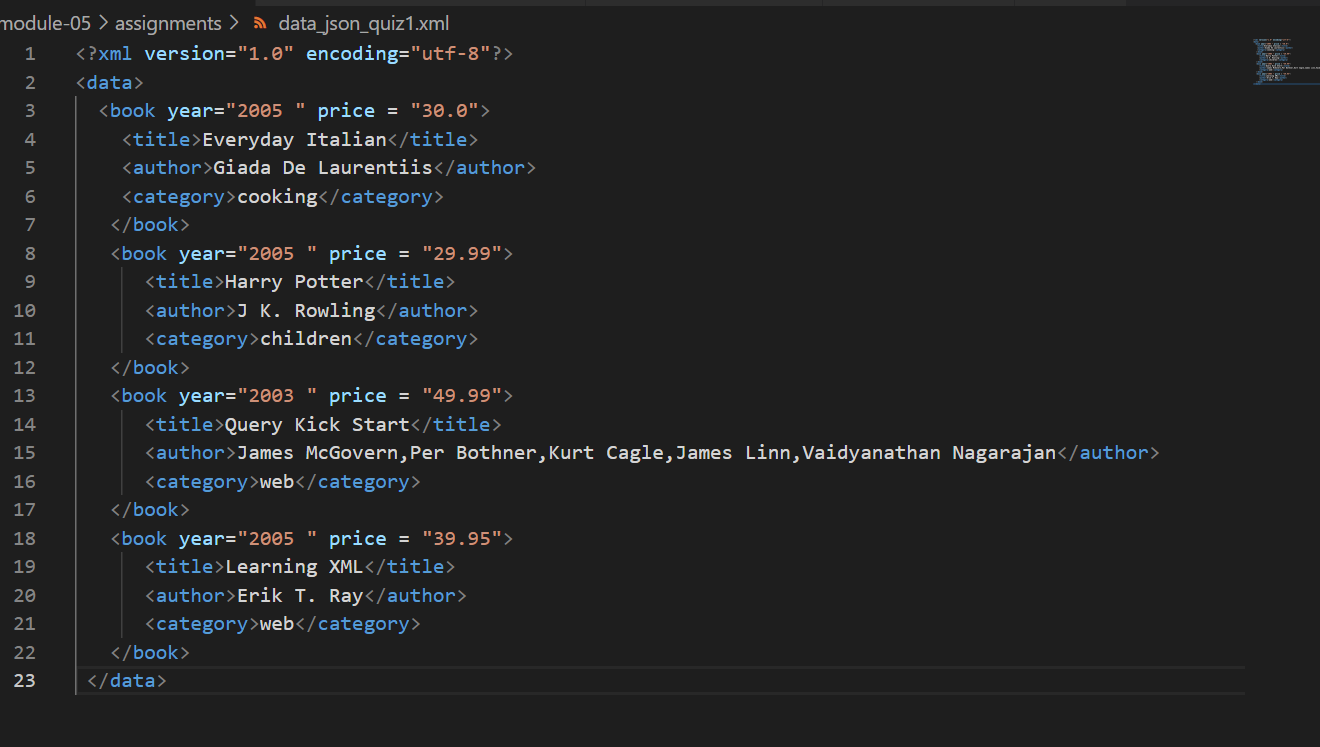 module-05 > assignments > data_json_quiz1.xml
1 <?xml version="1.0" encoding="utf-8"?>
2 <data>
3 <book year="2005 " price = "30.0">
4 <title>Everyday Italian</title>
5 <author>Giada De Laurentiis</author>
6 <category>cooking</category>
7 </book>
8 <book year="2005 " price = "29.99">
9 <title>Harry Potter</title>
10 <author>J K. Rowling</author>
11 <category>children</category>
12 </book>
13 <book year="2003 " price = "49.99">
14 <title>Query Kick Start</title>
15 <author>James McGovern,Per Bothner,Kurt Cagle,James Linn,Vaidyanathan Nagarajan</author>
16 <category>web</category>
17 </book>
18 <book year="2005 " price = "39.95">
19 <title>Learning XML</title>
20 <author>Erik T. Ray</author>
21 <category>web</category>
22 </book>
23 </data>